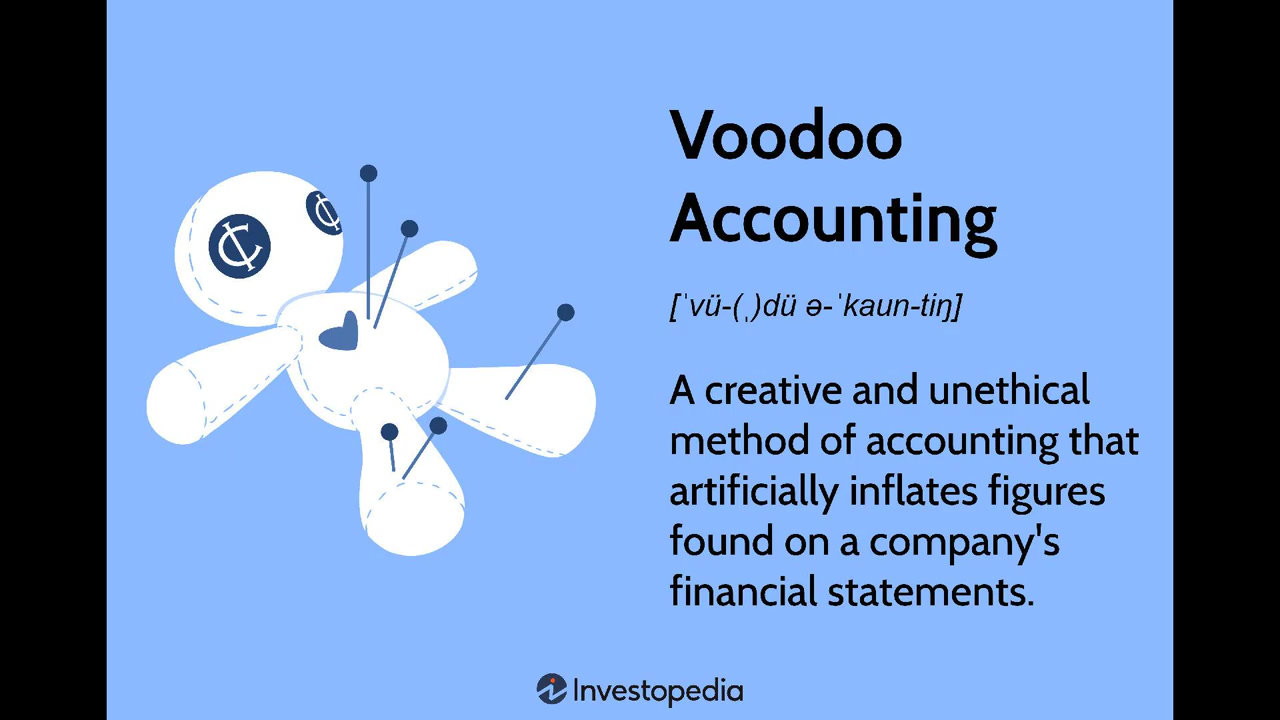 Voodoo
Accounting
[ˈvü-(ˌ)dü ə-ˈkaun-tiŋ]
A creative and unethical
method of accounting that
artificially inflates figures
found on a company's
financial statements.
Investopedia